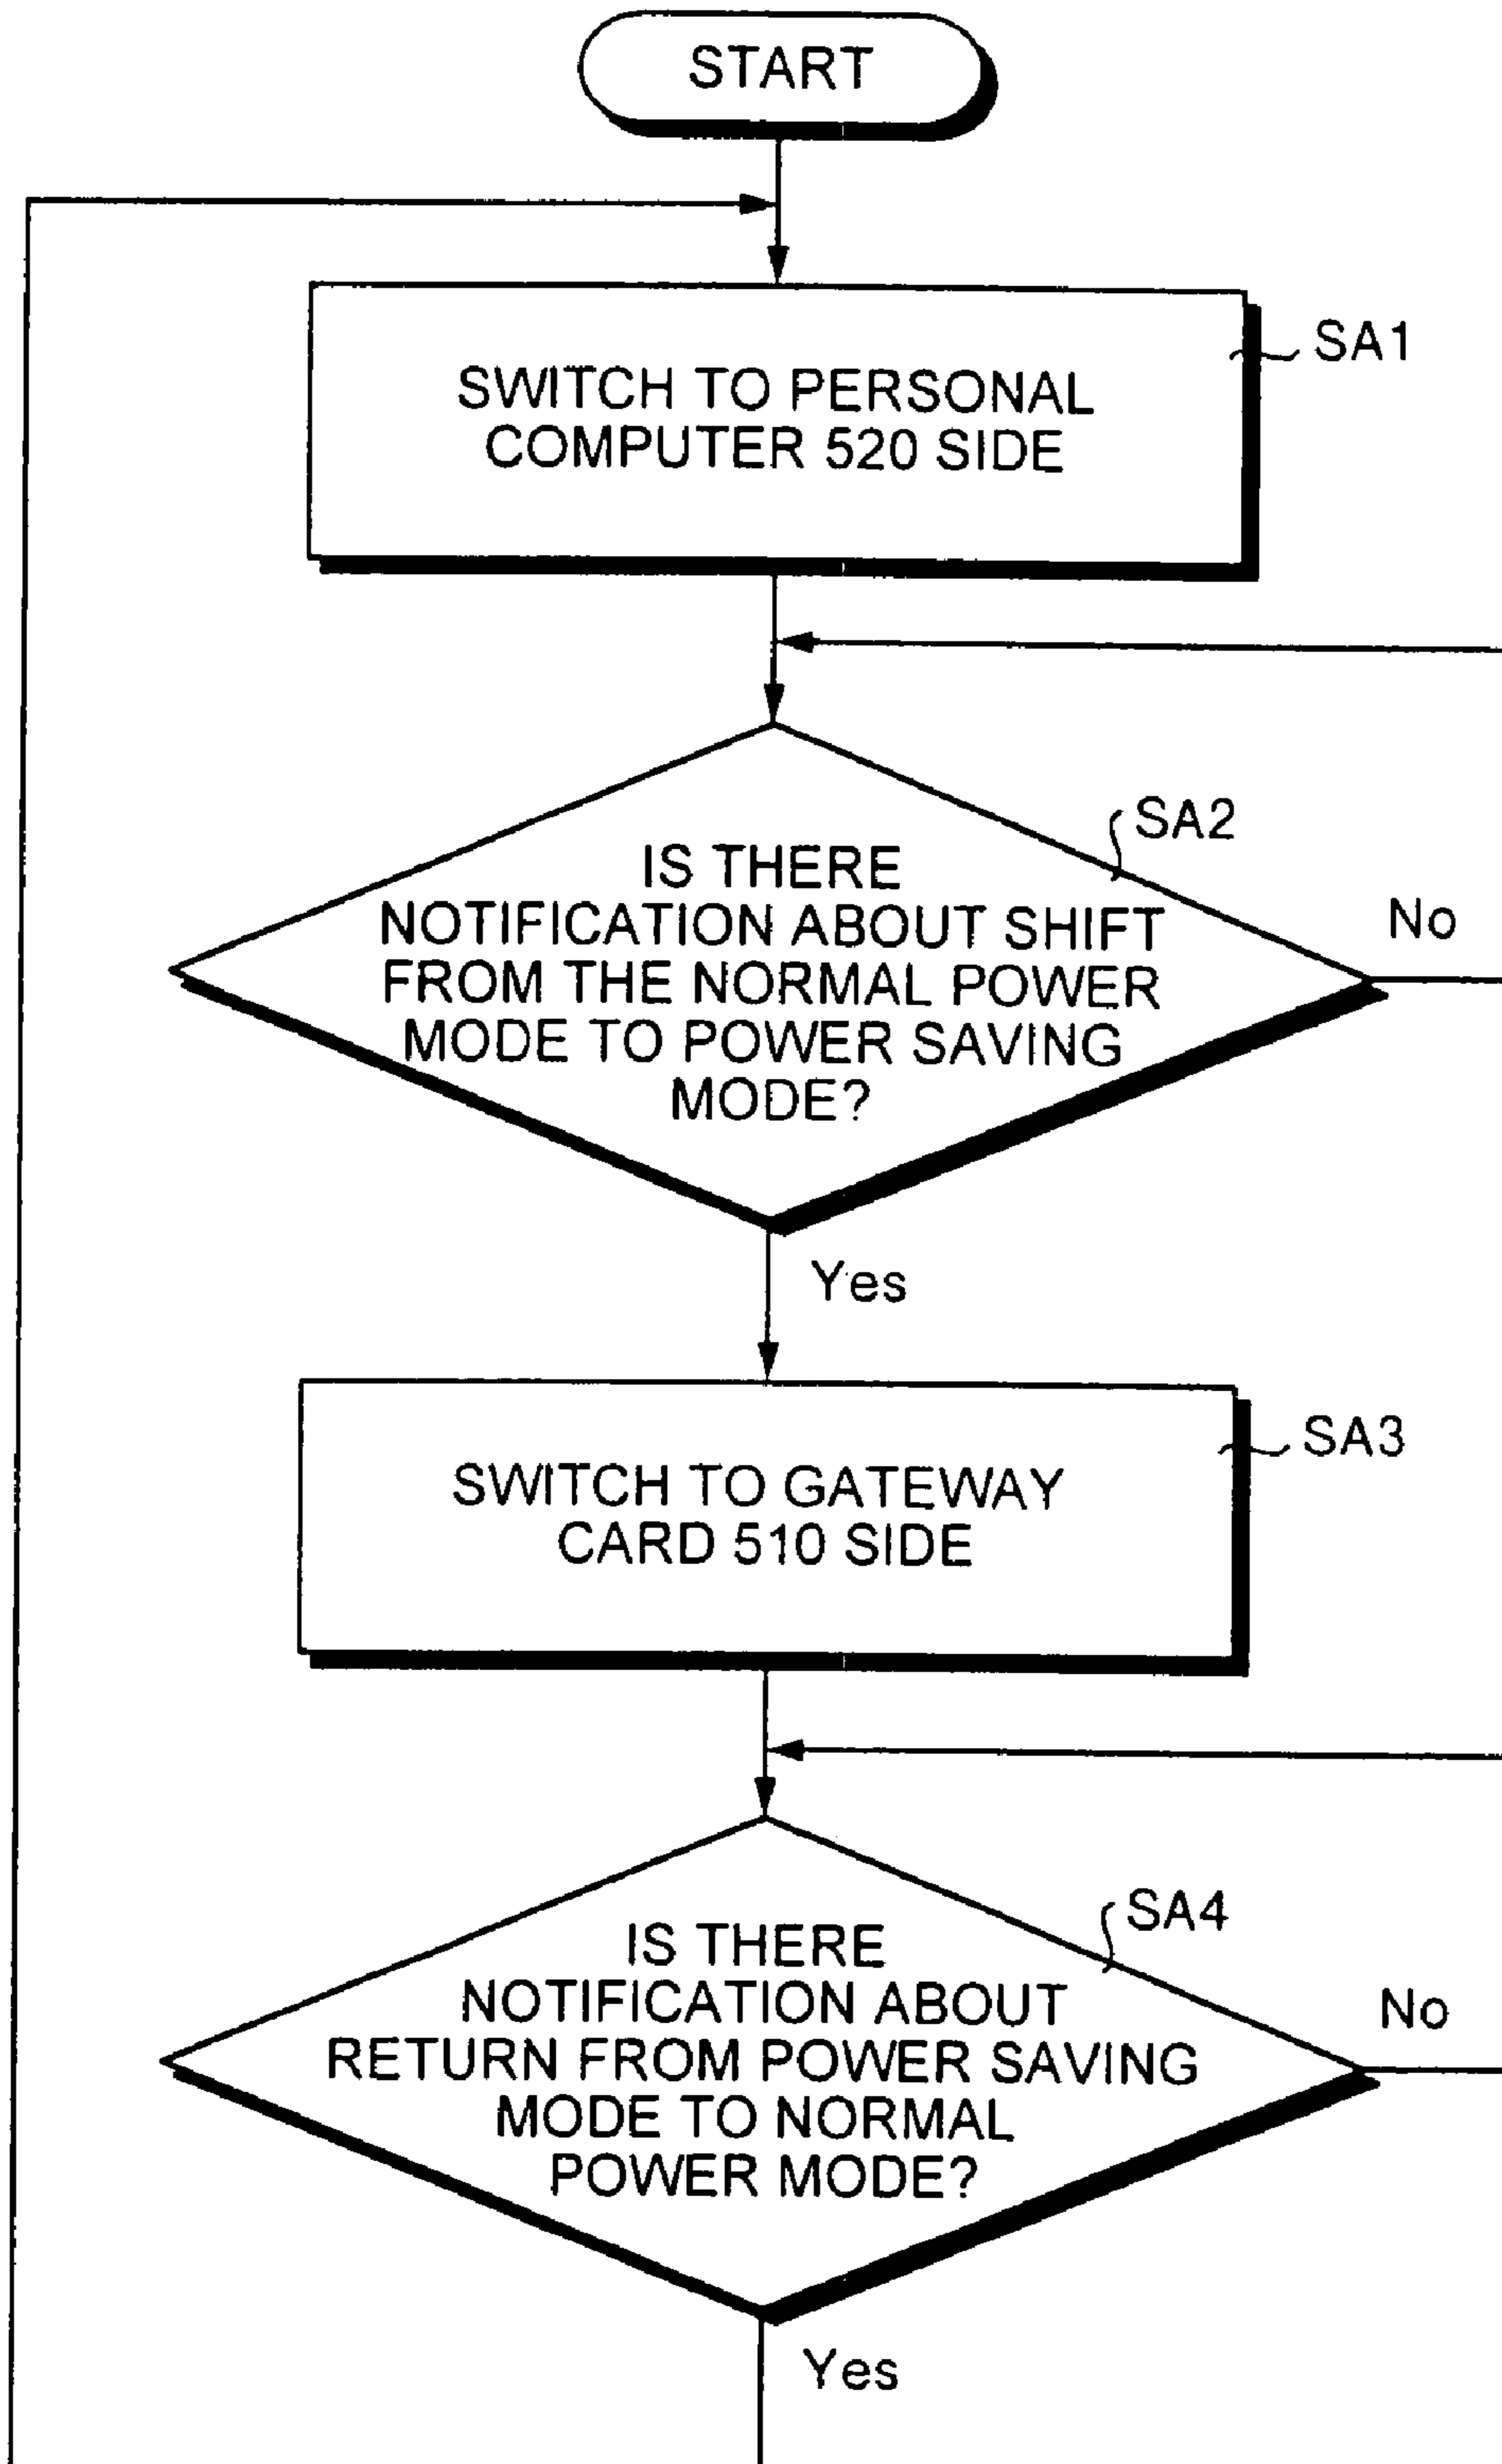 START
SA1
SWITCH TO PERSONAL
COMPUTER 520 SIDE
SA2
IS THERE
NOTIFICATION ABOUT SHIFT
FROM THE NORMAL POWER
MODE TO POWER SAVING
MODE?
No
Yes
SA3
SWITCH TO GATEWAY
CARD 510 SIDE
SA4
IS THERE
NOTIFICATION ABOUT
RETURN FROM POWER SAVING
MODE TO NORMAL
POWER MODE?
No
Yes